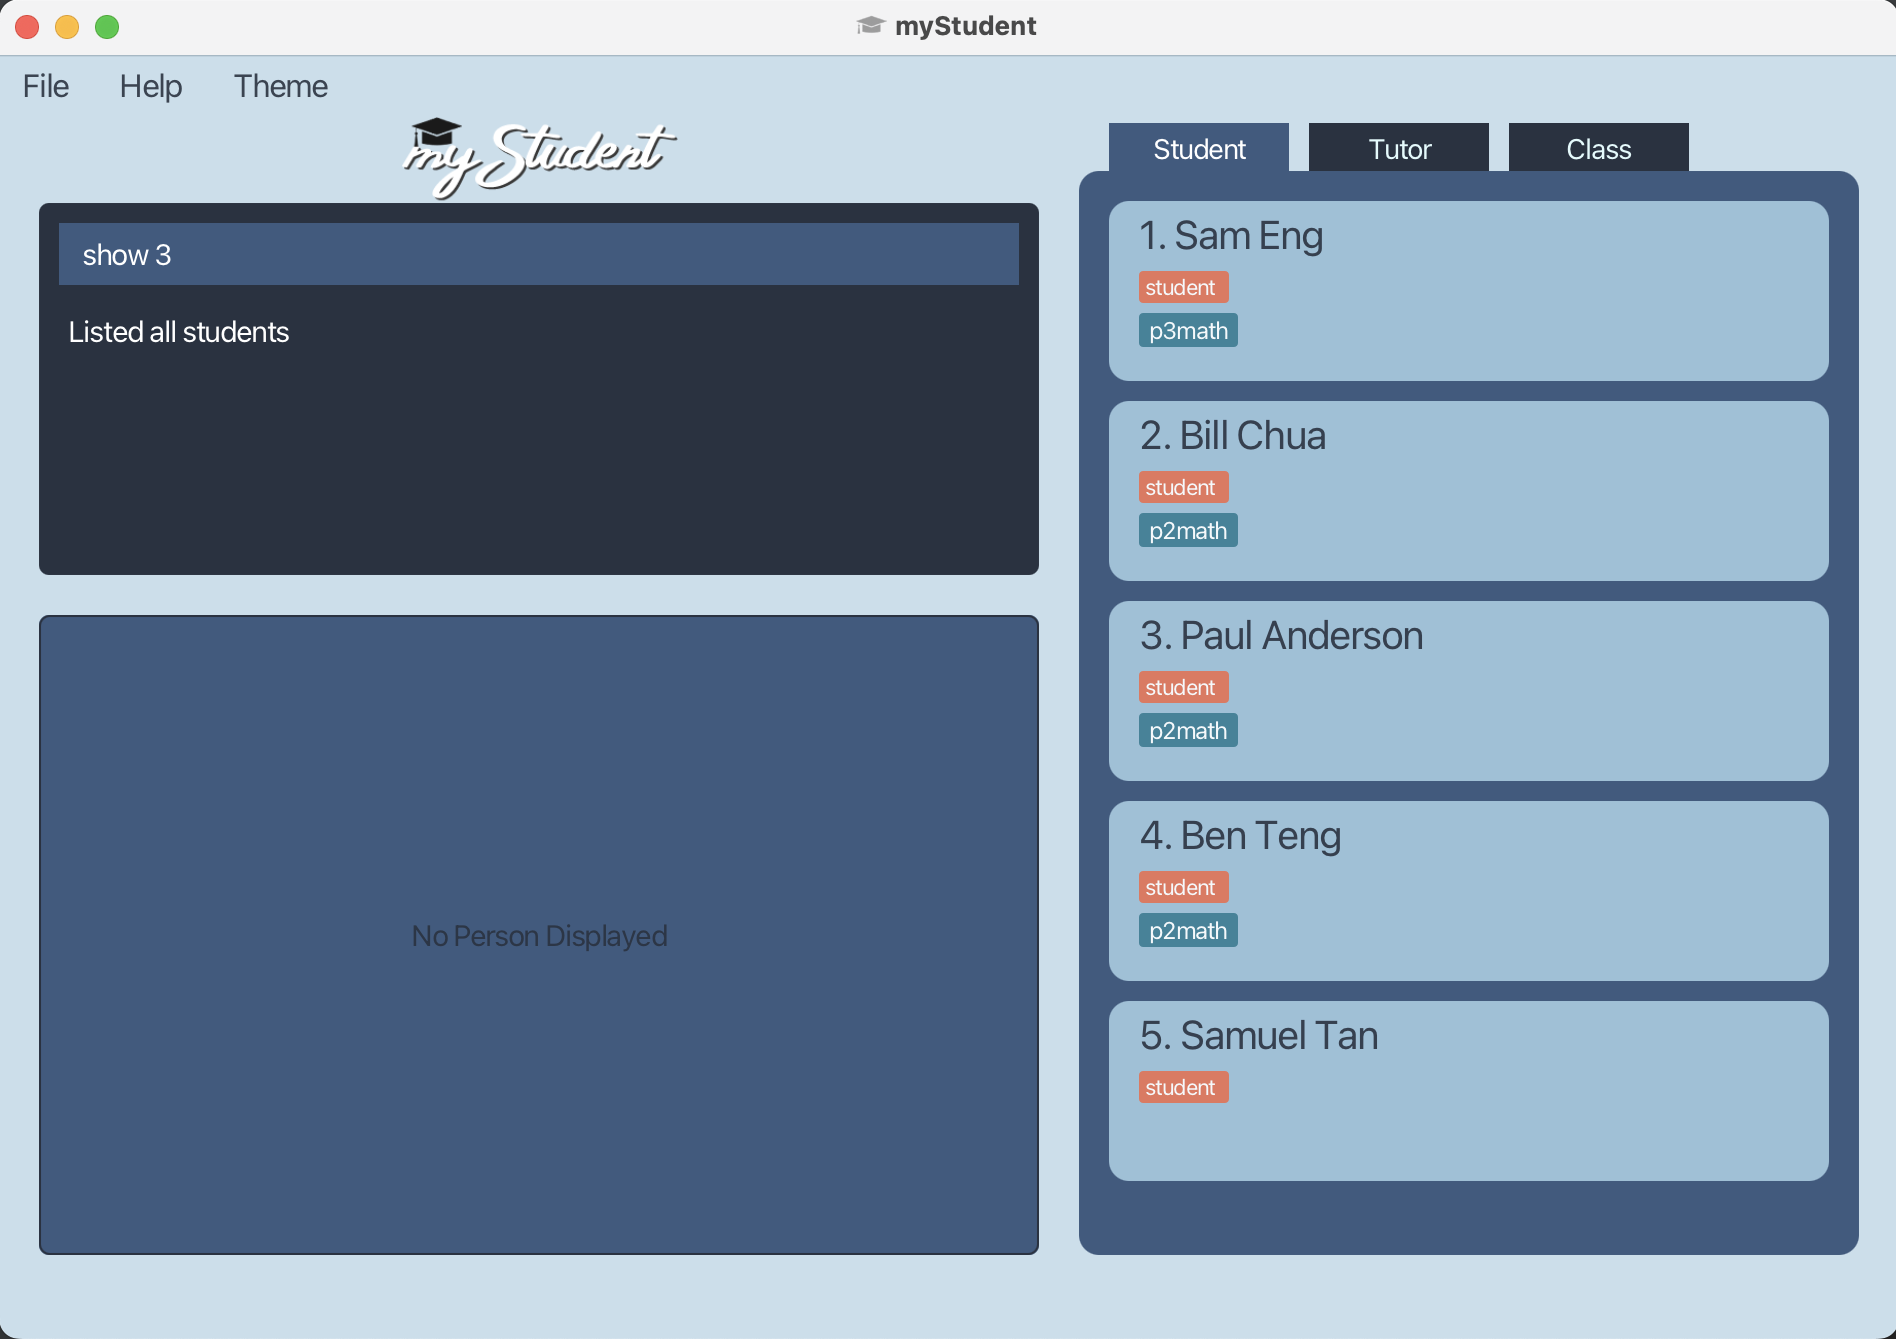 myStudent
File Help Theme
myStudent
show 3
Listed all students
No Person Displayed
Student Tutor Class
1. Sam Eng
student
p3math
2. Bill Chua
student
p2math
3. Paul Anderson
student
p2math
4. Ben Teng
student
p2math
5. Samuel Tan
student